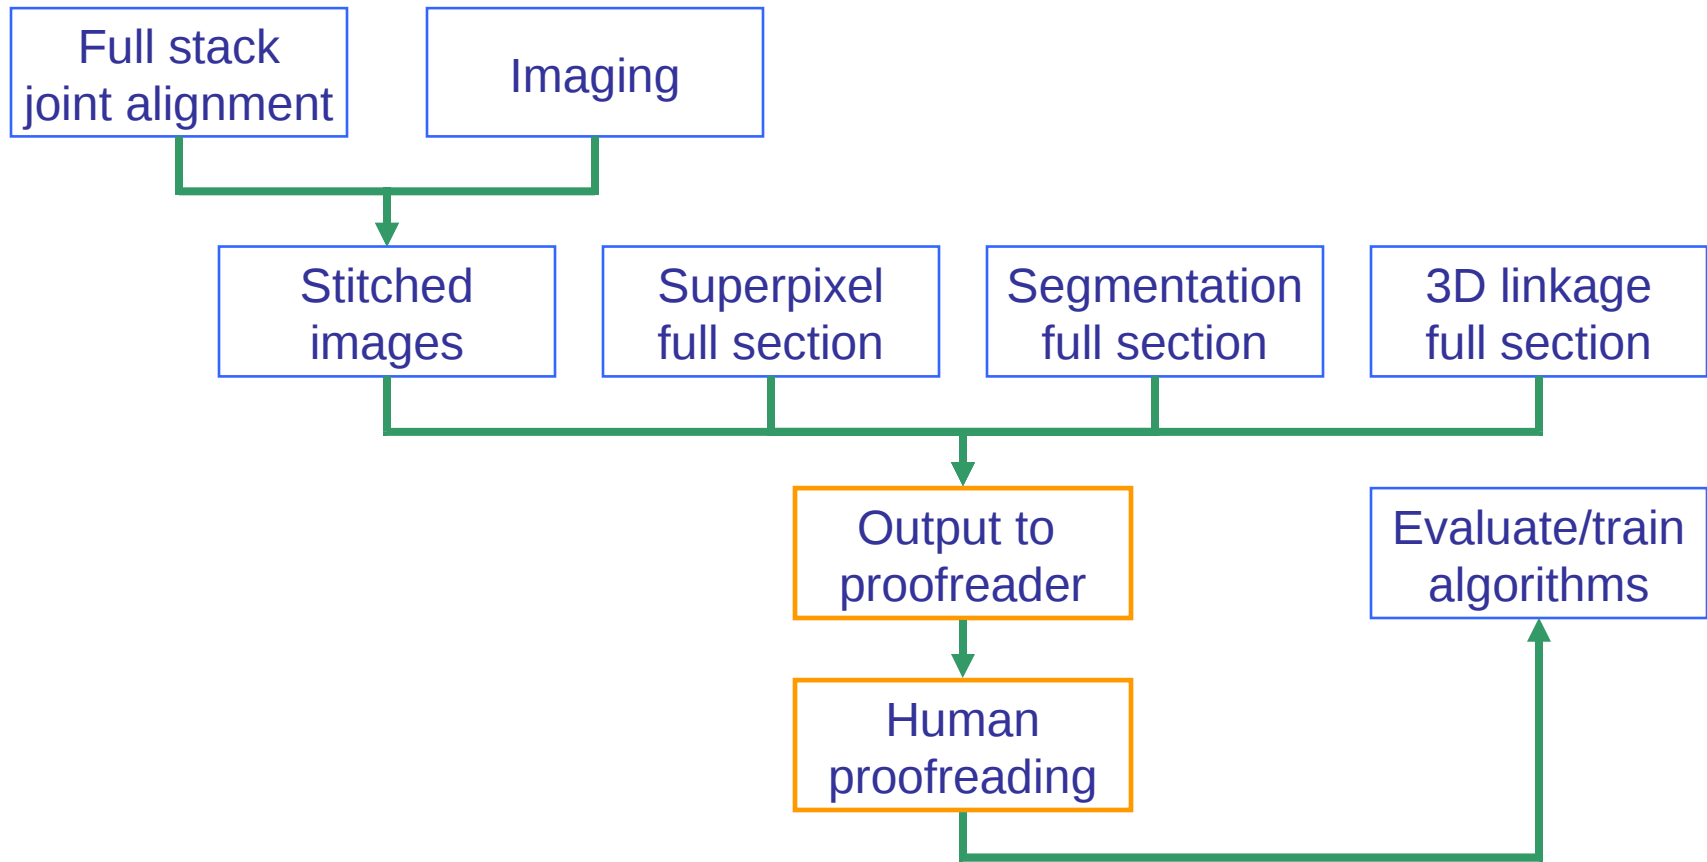 Full stack
joint alignment
Imaging
Stitched
images
Superpixel
full section
Segmentation
full section
3D linkage
full section
Output to
proofreader
Evaluate/train
algorithms
Human
proofreading